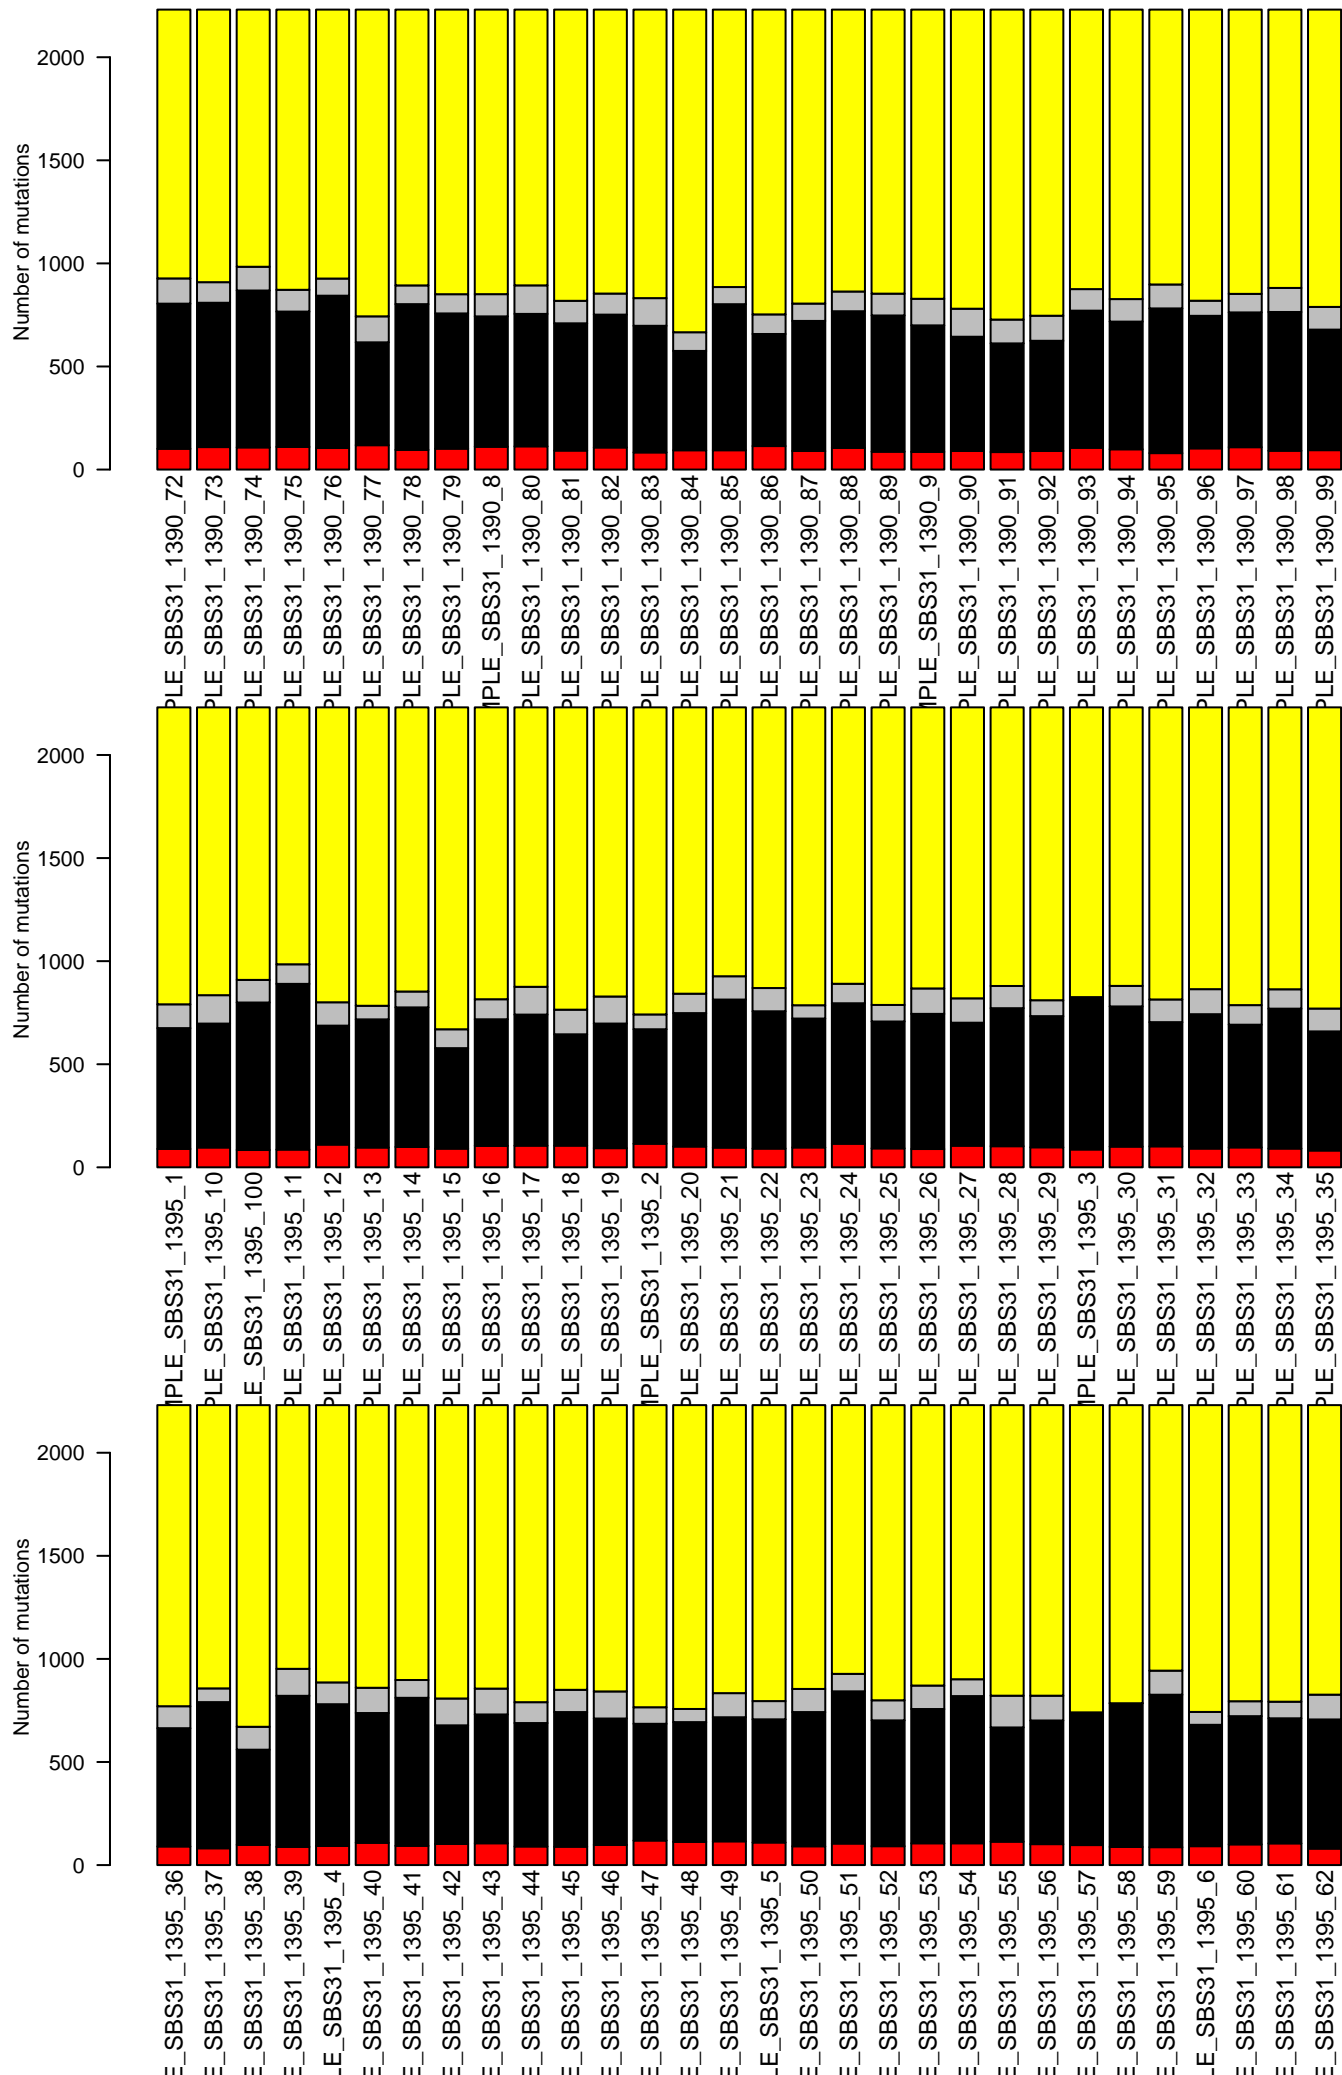 Number of mutations
2000
1500
1000
500
0
PLE_SBS31_1390_72
PLE_SBS31_1390_73
PLE_SBS31_1390_74
PLE_SBS31_1390_75
PLE_SBS31_1390_76
PLE_SBS31_1390_77
PLE_SBS31_1390_78
PLE_SBS31_1390_79
MPLE_SBS31_1390_8
PLE_SBS31_1390_80
PLE_SBS31_1390_81
PLE_SBS31_1390_82
PLE_SBS31_1390_83
PLE_SBS31_1390_84
PLE_SBS31_1390_85
PLE_SBS31_1390_86
PLE_SBS31_1390_87
PLE_SBS31_1390_88
PLE_SBS31_1390_89
MPLE_SBS31_1390_9
PLE_SBS31_1390_90
PLE_SBS31_1390_91
PLE_SBS31_1390_92
PLE_SBS31_1390_93
PLE_SBS31_1390_94
PLE_SBS31_1390_95
PLE_SBS31_1390_96
PLE_SBS31_1390_97
PLE_SBS31_1390_98
PLE_SBS31_1390_99
Number of mutations
2000
1500
1000
500
0
MPLE_SBS31_1395_1
PLE_SBS31_1395_10
LE_SBS31_1395_100
PLE_SBS31_1395_11
PLE_SBS31_1395_12
PLE_SBS31_1395_13
PLE_SBS31_1395_14
PLE_SBS31_1395_15
PLE_SBS31_1395_16
PLE_SBS31_1395_17
PLE_SBS31_1395_18
PLE_SBS31_1395_19
MPLE_SBS31_1395_2
PLE_SBS31_1395_20
PLE_SBS31_1395_21
PLE_SBS31_1395_22
PLE_SBS31_1395_23
PLE_SBS31_1395_24
PLE_SBS31_1395_25
PLE_SBS31_1395_26
PLE_SBS31_1395_27
PLE_SBS31_1395_28
PLE_SBS31_1395_29
MPLE_SBS31_1395_3
PLE_SBS31_1395_30
PLE_SBS31_1395_31
PLE_SBS31_1395_32
PLE_SBS31_1395_33
PLE_SBS31_1395_34
PLE_SBS31_1395_35
Number of mutations
2000
1500
1000
500
0
E_SBS31_1395_36
E_SBS31_1395_37
E_SBS31_1395_38
E_SBS31_1395_39
LE_SBS31_1395_4
E_SBS31_1395_40
E_SBS31_1395_41
E_SBS31_1395_42
E_SBS31_1395_43
E_SBS31_1395_44
E_SBS31_1395_45
E_SBS31_1395_46
E_SBS31_1395_47
E_SBS31_1395_48
E_SBS31_1395_49
LE_SBS31_1395_5
E_SBS31_1395_50
E_SBS31_1395_51
E_SBS31_1395_52
E_SBS31_1395_53
E_SBS31_1395_54
E_SBS31_1395_55
E_SBS31_1395_56
E_SBS31_1395_57
E_SBS31_1395_58
E_SBS31_1395_59
LE_SBS31_1395_6
E_SBS31_1395_60
E_SBS31_1395_61
E_SBS31_1395_62